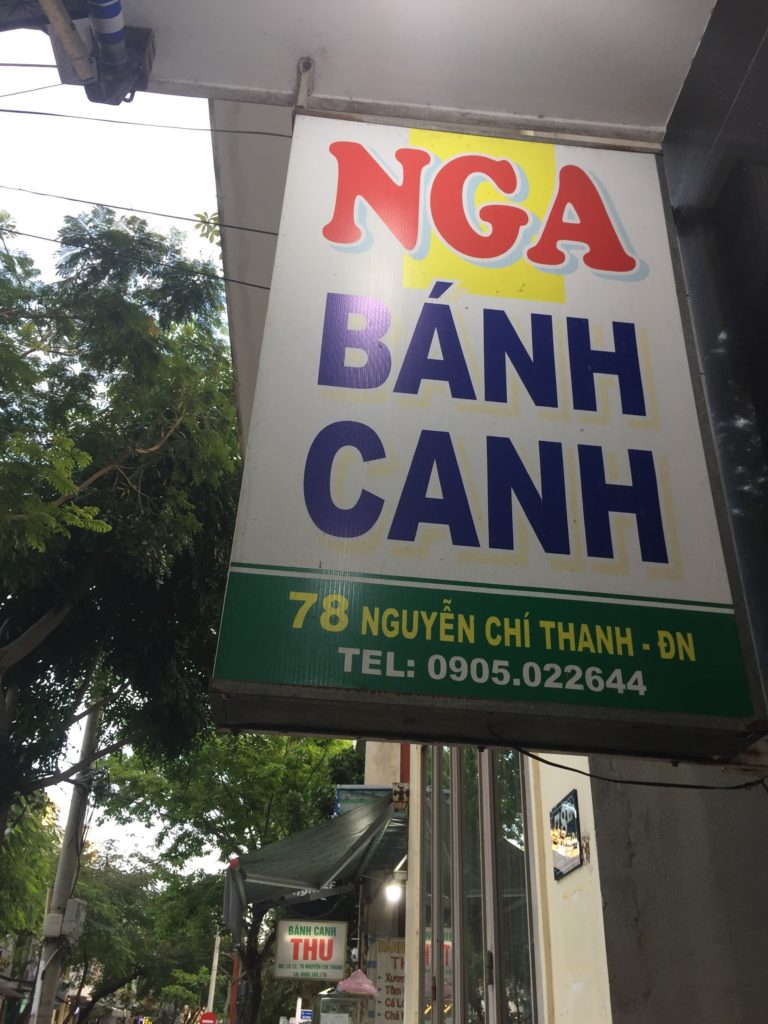 NGA
BÁNH
CANH
78 NGUYỄN CHÍ THANH - ĐN
TEL: 0905.022644
BÁNH CANH
THU